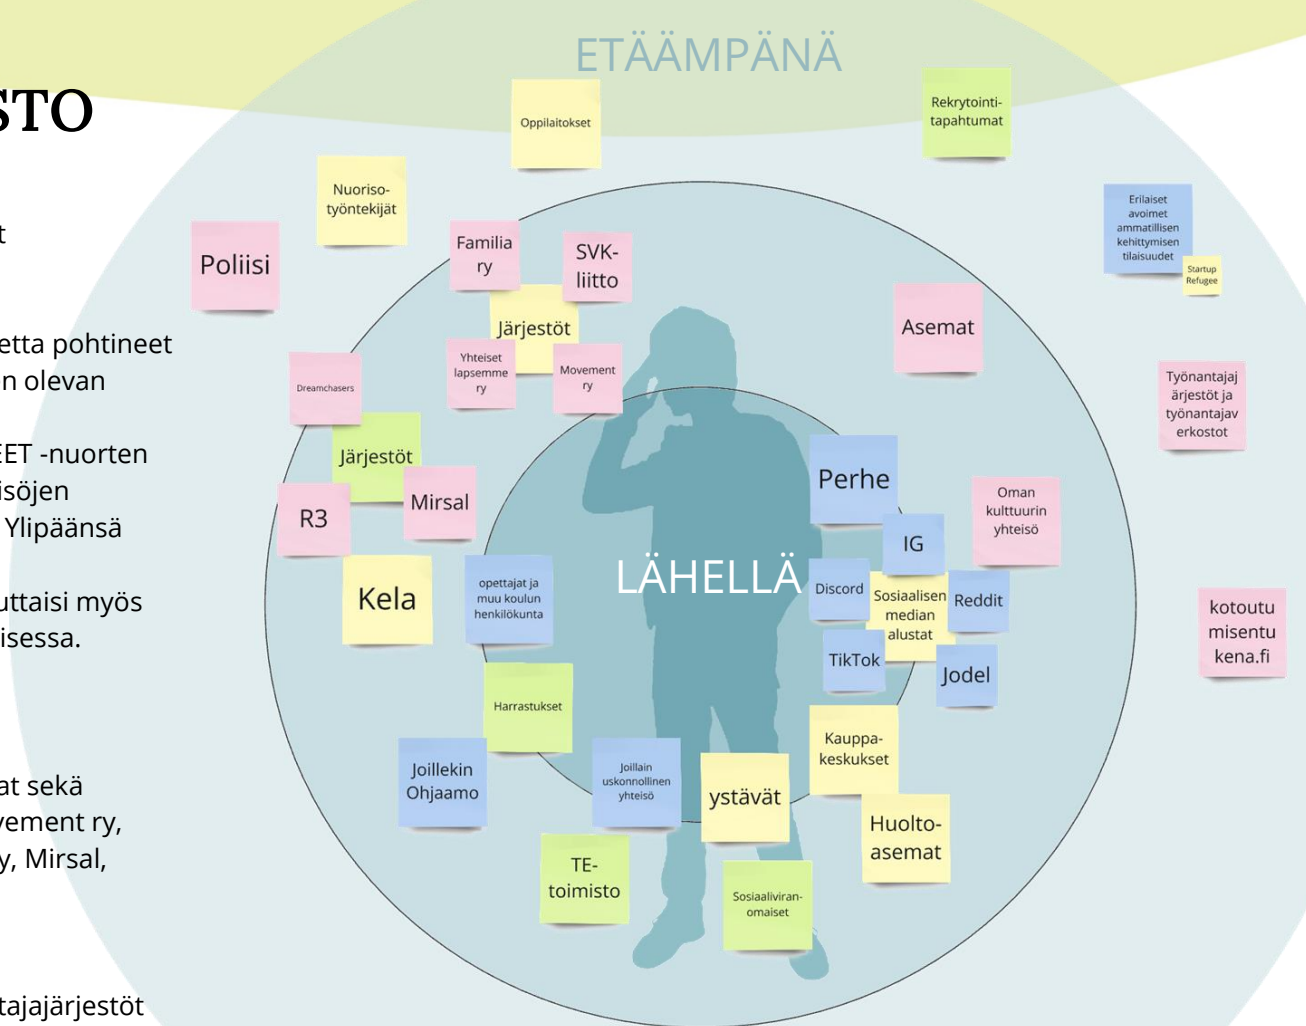 ETÄÄMPÄNÄ
STO
t
etta pohtineet
n olevan
EET -nuorten
isöjen
Ylipäänsä
uttaisi myös
isessa.
at sekä
vement ry,
y, Mirsal,
tajajärjestöt
Oppilaitokset
Rekrytointi-
tapahtumat
Nuoriso-
työntekijät
Erilaiset
avoimet
ammatillisen
kehittymisen
tilaisuudet
Startup
Refugee
Poliisi
Familia
ry
SVK-
liitto
Järjestöt
Yhteiset
lapsemme
ry
Movement
ry
Asemat
Dreamchasers
Järjestöt
Mirsal
R3
Työnantajaj
ärjestöt ja
työnantajav
erkostot
Perhe
Oman
kulttuurin
yhteisö
IG
Kela
opettajat ja
muu koulun
henkilökunta
LÄHELLÄ
Discord
Sosiaalisen
median
alustat
Reddit
TikTok
Jodel
kotoutu
misentu
kena.fi
Harrastukset
Joillekin
Ohjaamo
Joillain
uskonnollinen
yhteisö
ystävät
Kauppa-
keskukset
Huolto-
asemat
TE-
toimisto
Sosiaaliviran-
omaiset